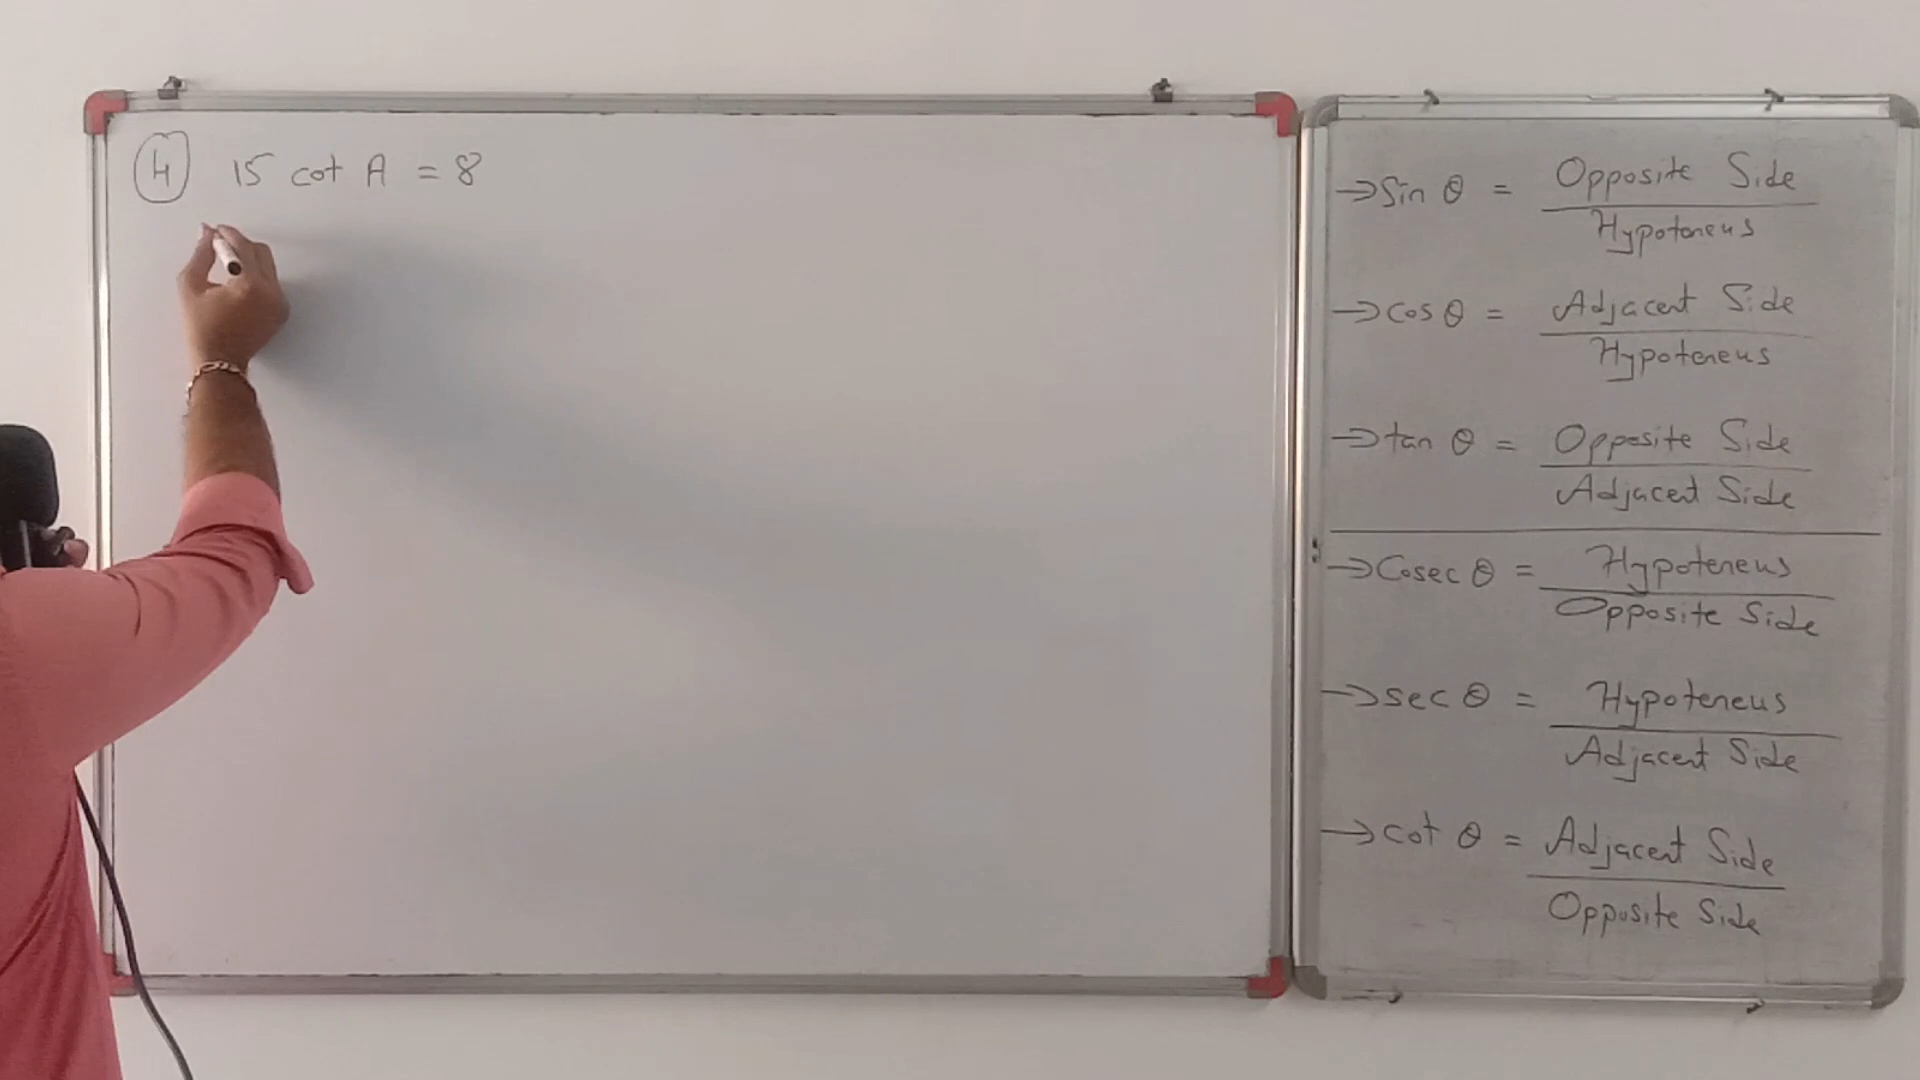 4 15 cot A = 8
→ Sin θ = Opposite Side
Hypoteneus
→ cos θ = Adjacent Side
Hypoteneus
→ tan θ = Opposite Side
Adjacent Side
→ Cosec θ = Hypoteneus
Opposite Side
→ sec θ = Hypoteneus
Adjacent Side
→ cot θ = Adjacent Side
Opposite Side